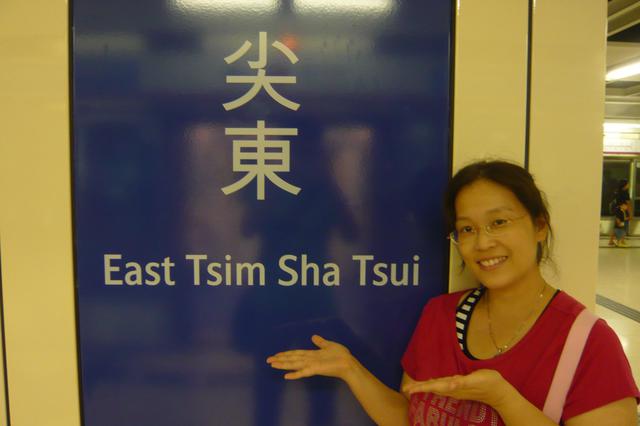 尖
東
East Tsim Sha Tsui